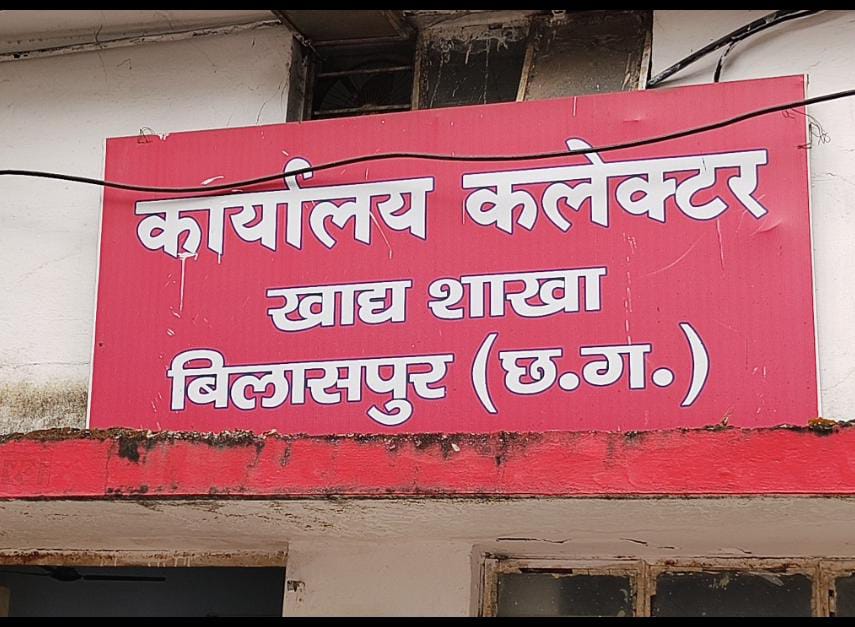 कार्यालय कलेक्टर
खाद्य शाखा
बिलासपुर (छ.ग.)